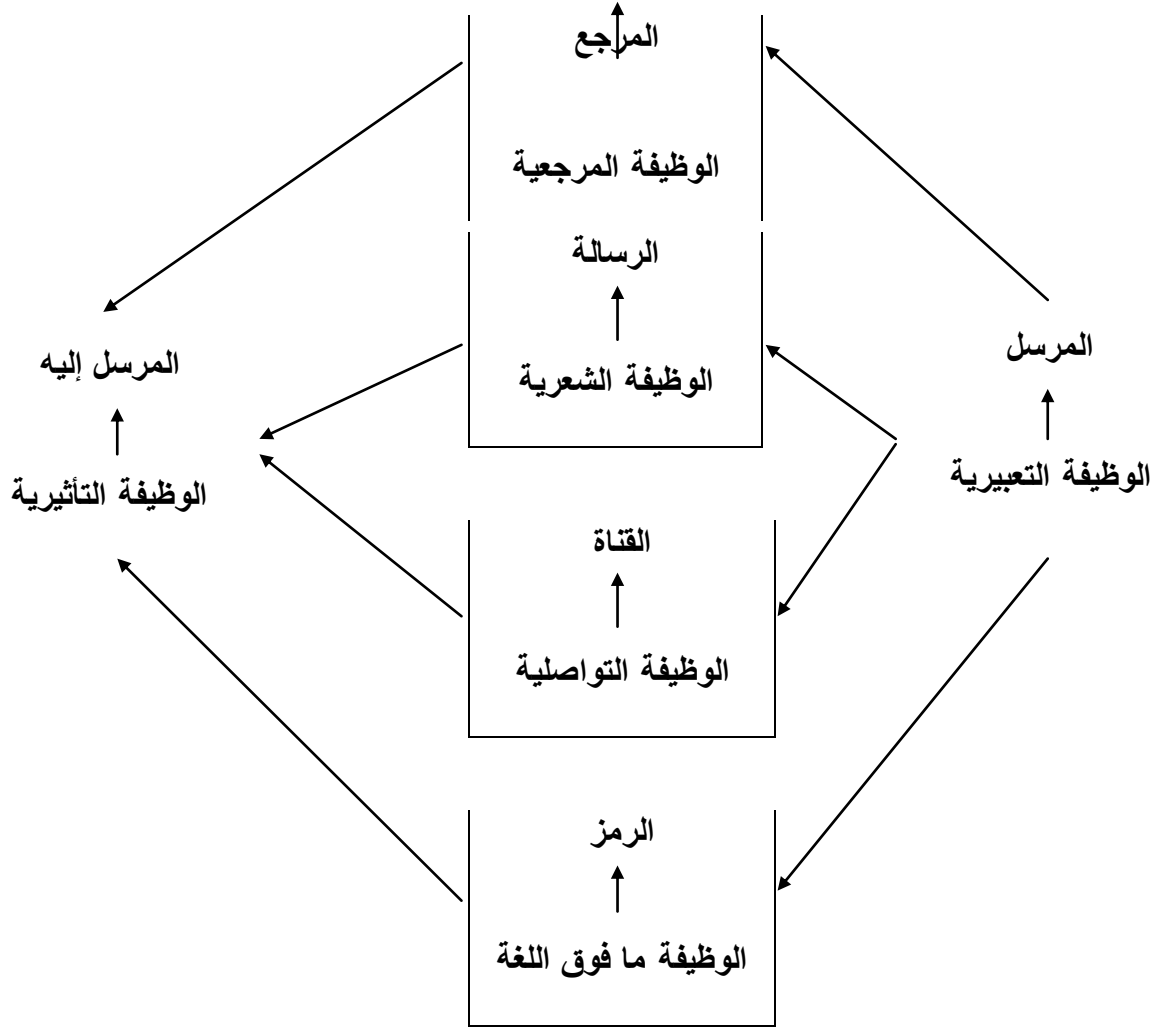 المرجع
الوظيفة المرجعية
الرسالة
الوظيفة الشعرية
المرسل
الوظيفة التعبيرية
المرسل إليه
الوظيفة التأثيرية
القناة
الوظيفة التواصلية
الرمز
الوظيفة ما فوق اللغة